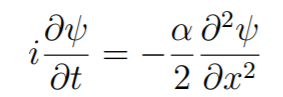 i ∂ψ/∂t = − α/2 ∂²ψ/∂x²